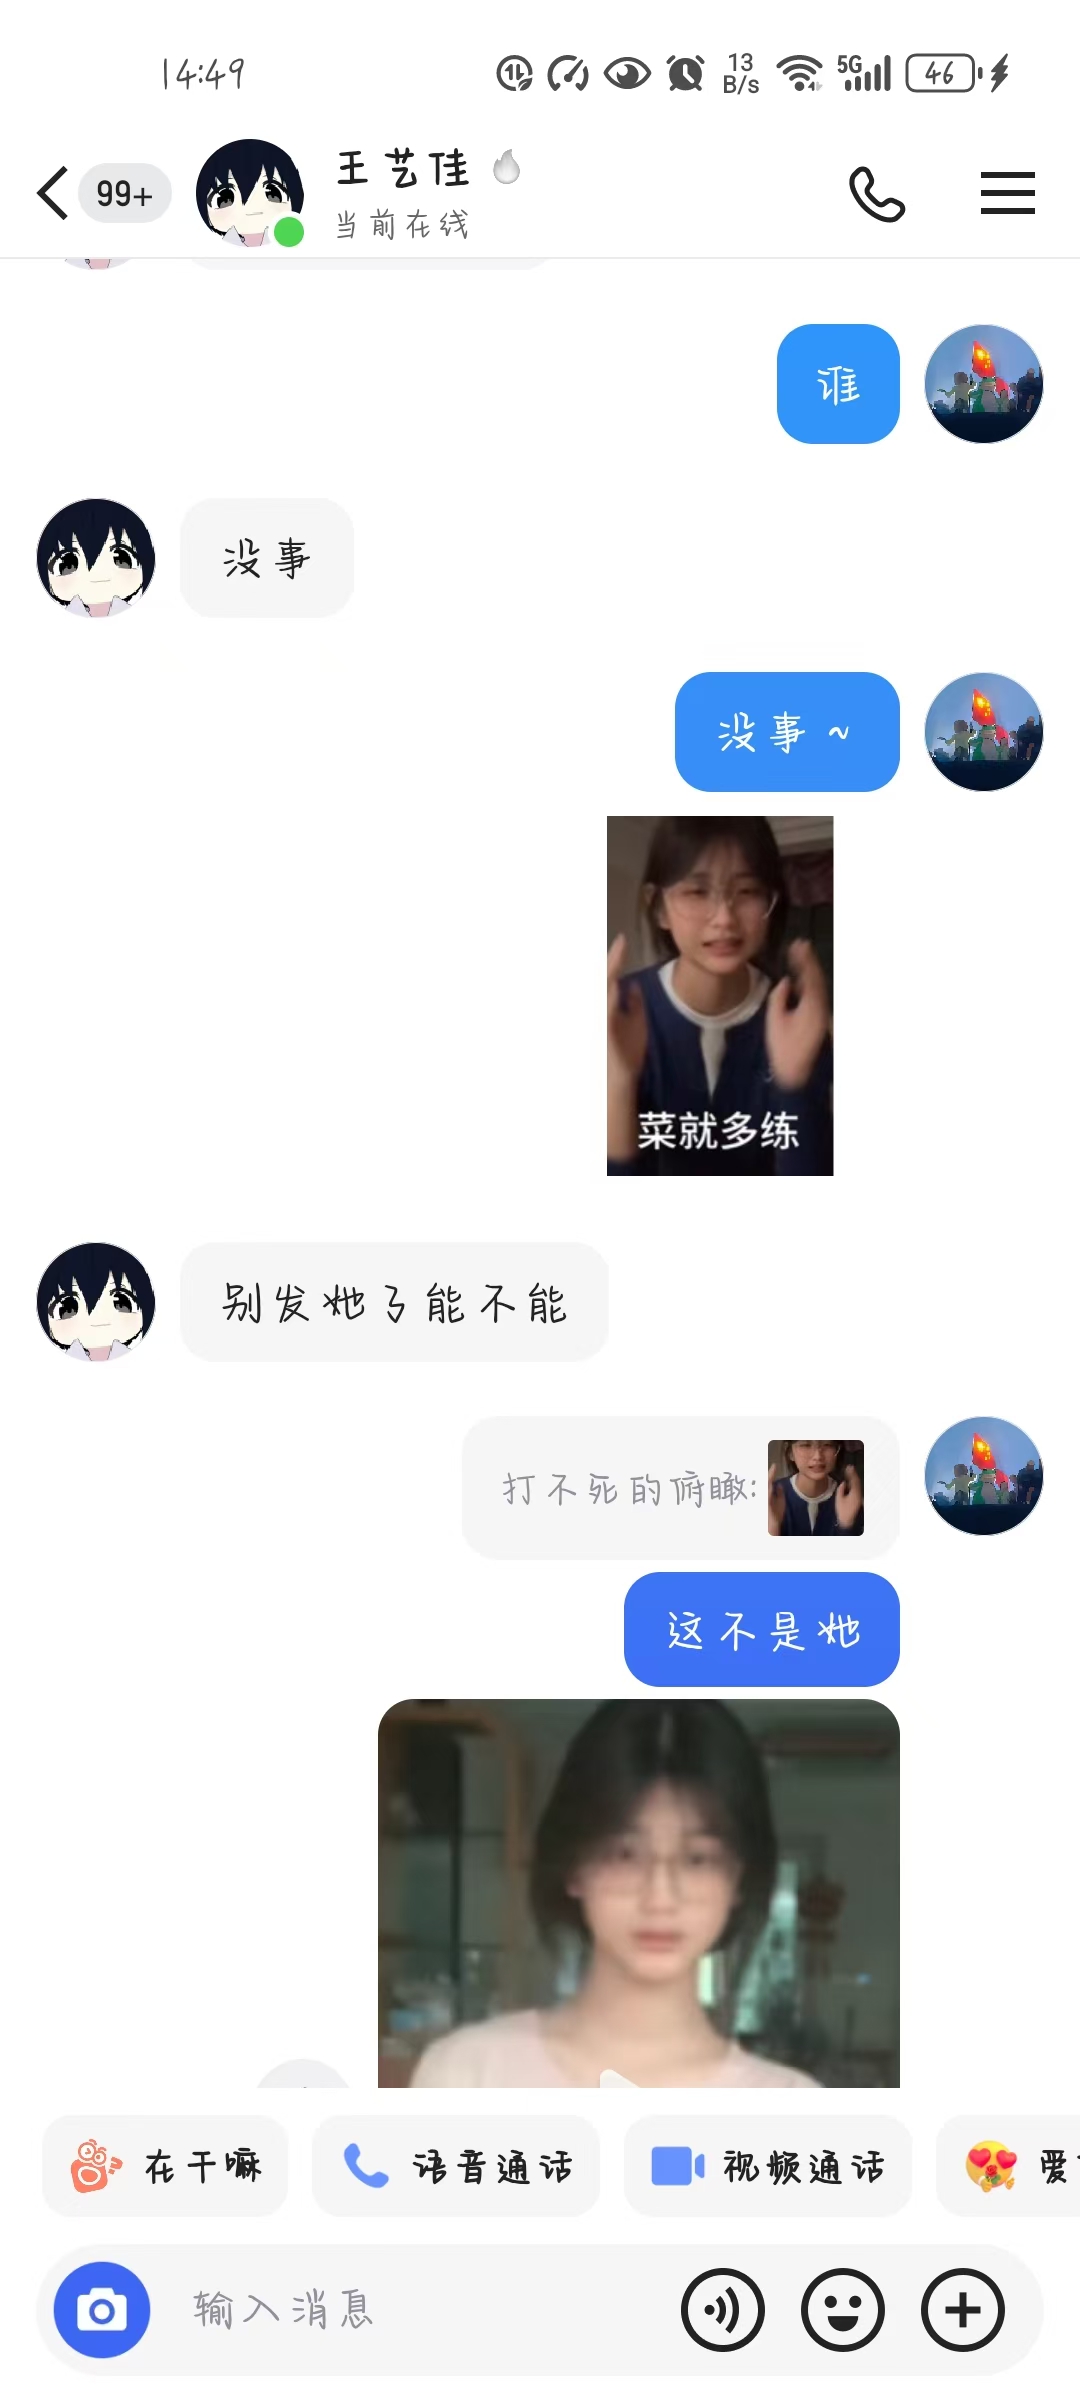 14:49
13 B/s
5G
46
99+
王艺佳
当前在线
谁
没事
没事~
菜就多练
别发她了能不能
打不死的俯瞰:
这不是她
在干嘛
语音通话
视频通话
爱
输入消息